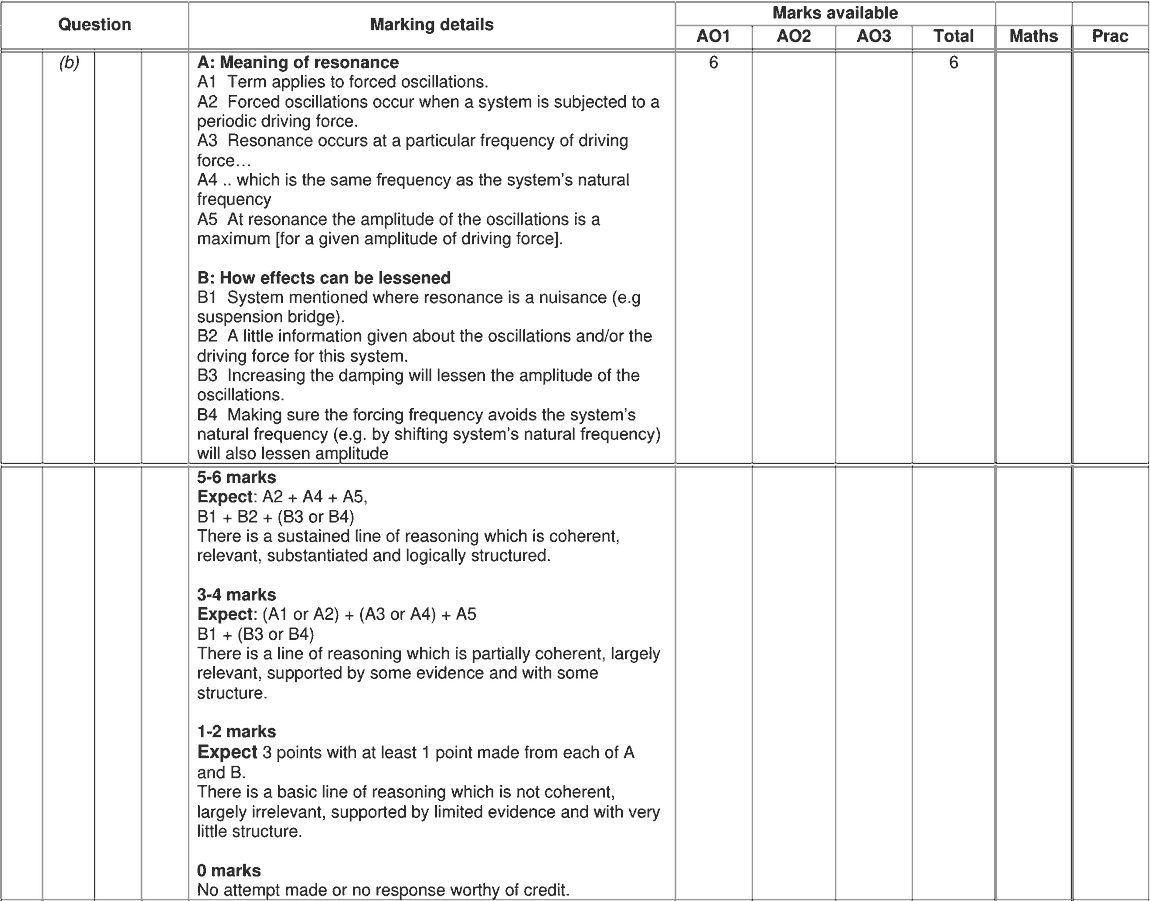 Question
Marking details
Marks available
AO1 AO2 AO3 Total Maths Prac
(b) A: Meaning of resonance 6 6
A1 Term applies to forced oscillations.
A2 Forced oscillations occur when a system is subjected to a
periodic driving force.
A3 Resonance occurs at a particular frequency of driving
force…
A4 .. which is the same frequency as the system's natural
frequency
A5 At resonance the amplitude of the oscillations is a
maximum [for a given amplitude of driving force].
B: How effects can be lessened
B1 System mentioned where resonance is a nuisance (e.g
suspension bridge).
B2 A little information given about the oscillations and/or the
driving force for this system.
B3 Increasing the damping will lessen the amplitude of the
oscillations.
B4 Making sure the forcing frequency avoids the system's
natural frequency (e.g. by shifting system's natural frequency)
will also lessen amplitude
5-6 marks
Expect: A2 + A4 + A5,
B1 + B2 + (B3 or B4)
There is a sustained line of reasoning which is coherent,
relevant, substantiated and logically structured.
3-4 marks
Expect: (A1 or A2) + (A3 or A4) + A5
B1 + (B3 or B4)
There is a line of reasoning which is partially coherent, largely
relevant, supported by some evidence and with some
structure.
1-2 marks
Expect 3 points with at least 1 point made from each of A
and B.
There is a basic line of reasoning which is not coherent,
largely irrelevant, supported by limited evidence and with very
little structure.
0 marks
No attempt made or no response worthy of credit.